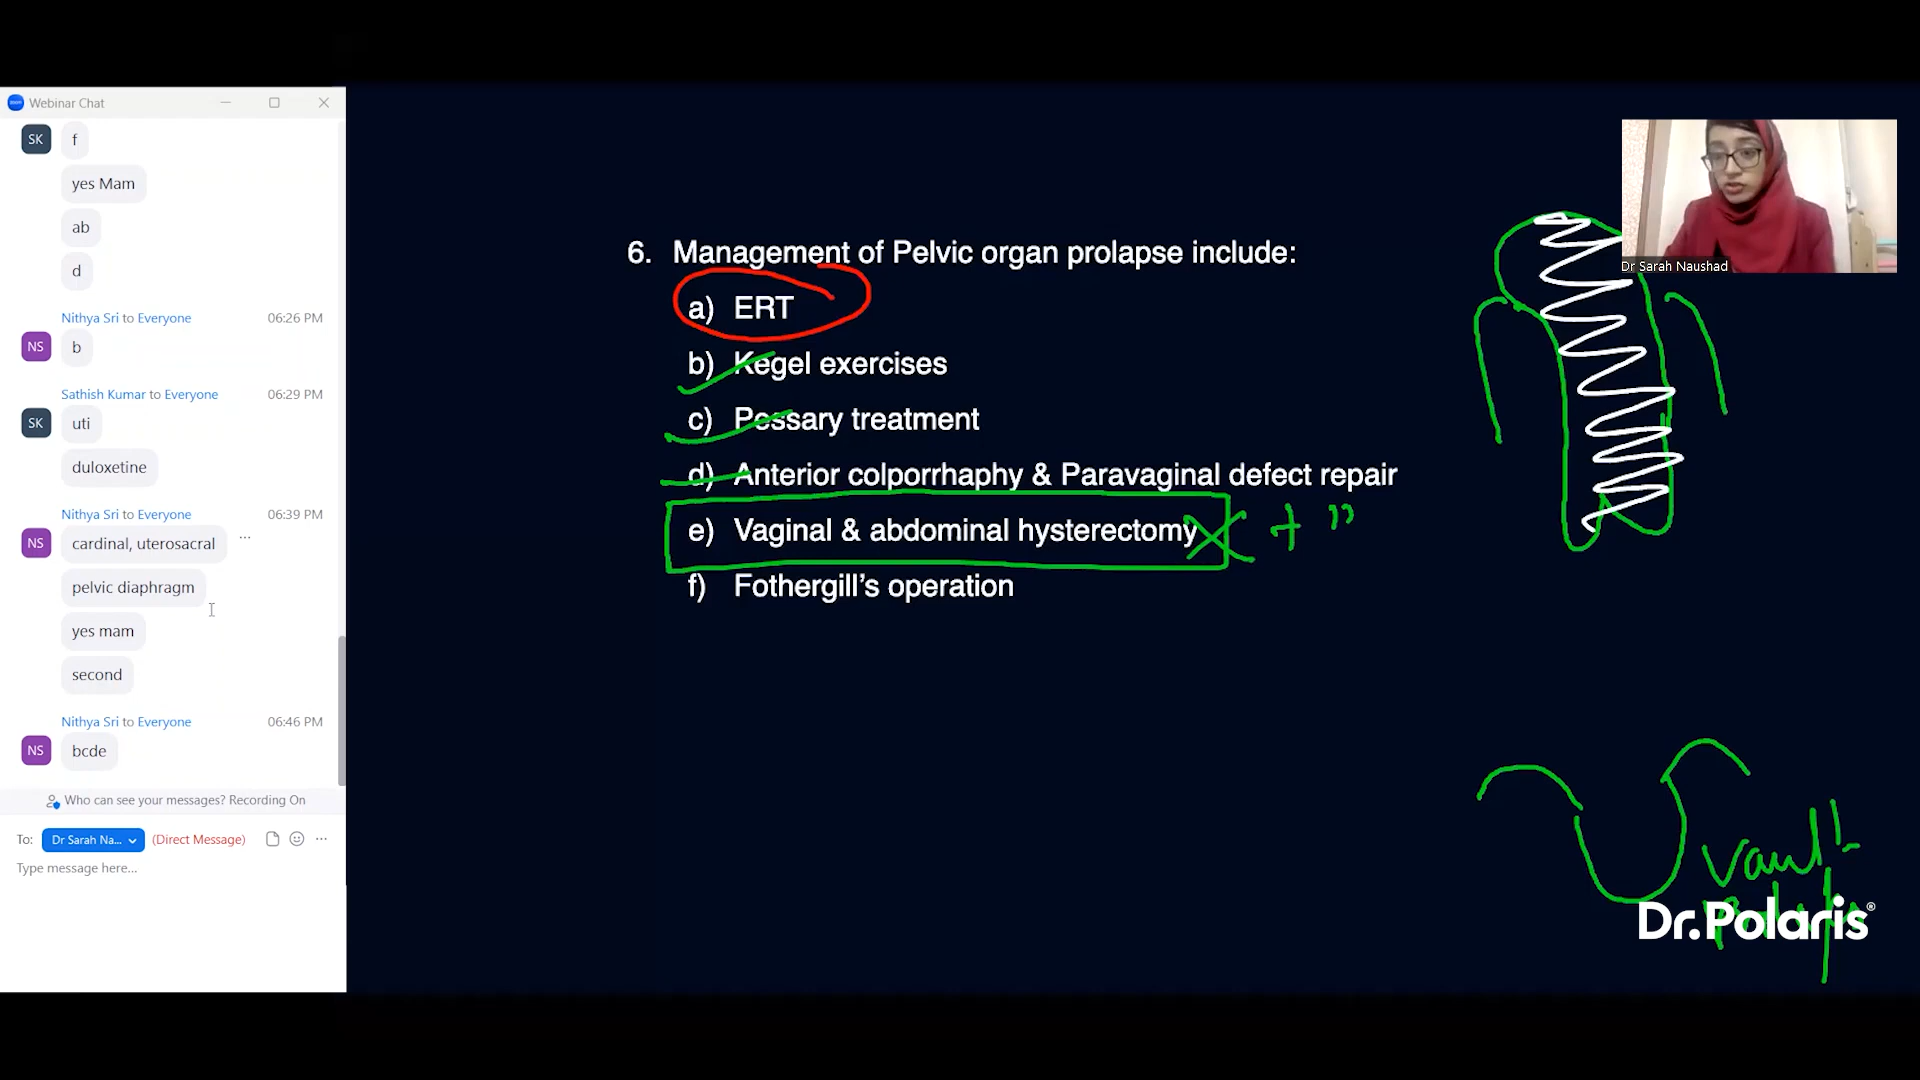 Webinar Chat
SK
f
yes Mam
ab
d
Nithya Sri to Everyone 06:26 PM
NS
b
Sathish Kumar to Everyone 06:29 PM
SK
uti
duloxetine
Nithya Sri to Everyone 06:39 PM
NS
cardinal, uterosacral
pelvic diaphragm
yes mam
second
Nithya Sri to Everyone 06:46 PM
NS
bcde
Who can see your messages? Recording On
To: Dr Sarah Na... (Direct Message)
Type message here...
6. Management of Pelvic organ prolapse include:
a) ERT
b) Kegel exercises
c) Pessary treatment
d) Anterior colporrhaphy & Paravaginal defect repair
e) Vaginal & abdominal hysterectomy + "
f) Fothergill's operation
Dr Sarah Naushad
vault
Dr.Polaris®